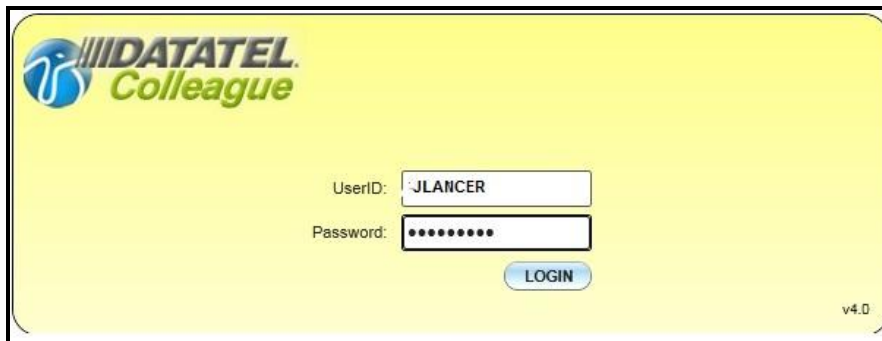 DATATEL
Colleague
UserID: JLANCER
Password: •••••••••
LOGIN
v4.0